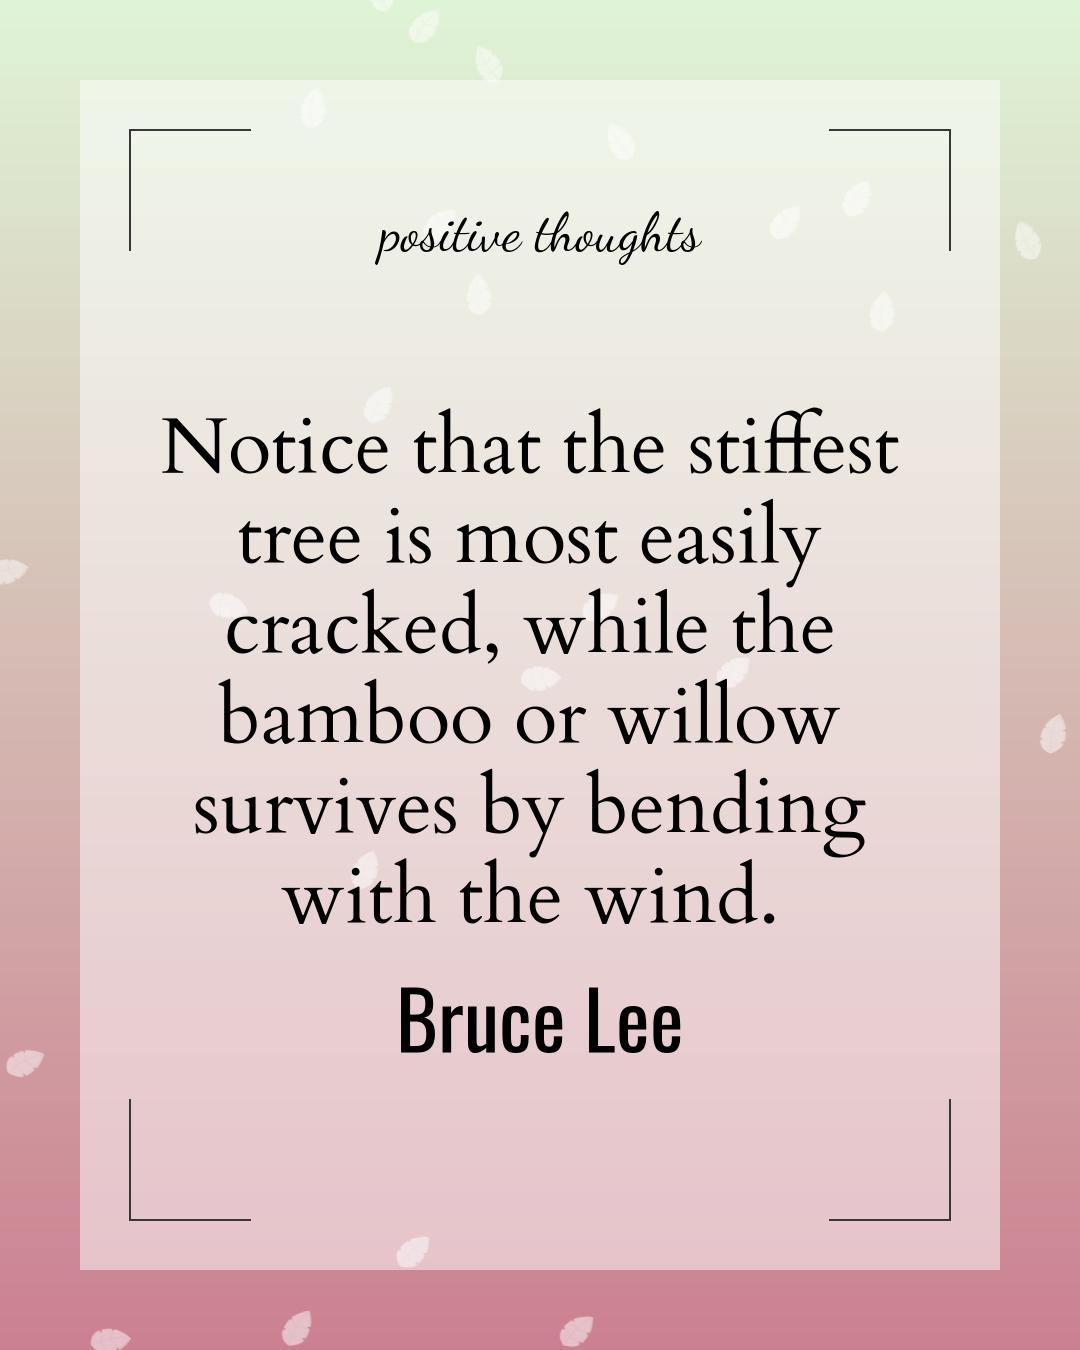 positive thoughts
Notice that the stiffest
tree is most easily
cracked, while the
bamboo or willow
survives by bending
with the wind.
Bruce Lee